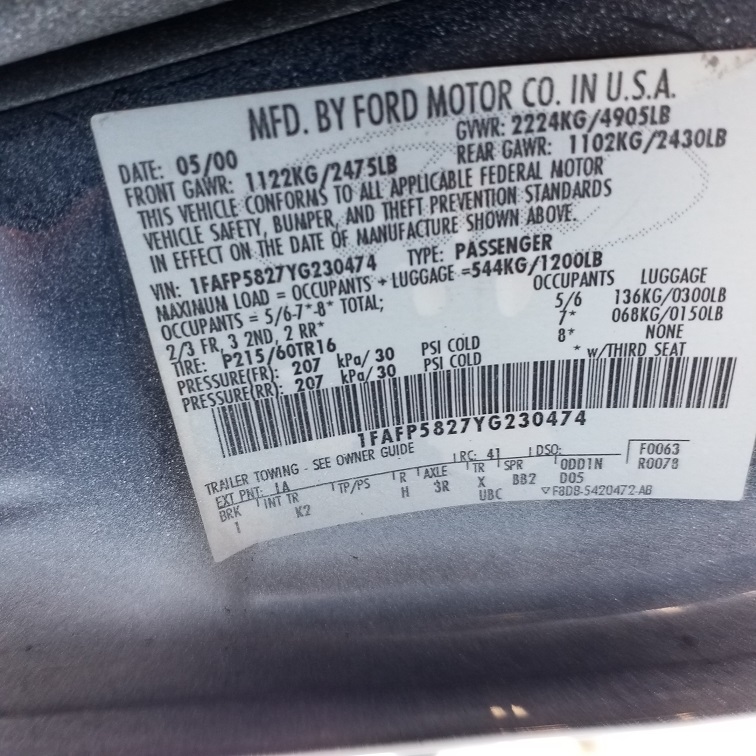 MFD. BY FORD MOTOR CO. IN U.S.A.
DATE: 05/00 GVWR: 2224KG/4905LB
FRONT GAWR: 1122KG/2475LB REAR GAWR: 1102KG/2430LB
THIS VEHICLE CONFORMS TO ALL APPLICABLE FEDERAL MOTOR
VEHICLE SAFETY, BUMPER, AND THEFT PREVENTION STANDARDS
IN EFFECT ON THE DATE OF MANUFACTURE SHOWN ABOVE.
VIN: 1FAFP5827YG230474 TYPE: PASSENGER
MAXIMUM LOAD = OCCUPANTS + LUGGAGE =544KG/1200LB
OCCUPANTS = 5/6-7*-8* TOTAL; OCCUPANTS LUGGAGE
2/3 FR, 3 2ND, 2 RR* 5/6 136KG/0300LB
TIRE: P215/60TR16 7* 068KG/0150LB
PRESSURE(FR): 207 kPa/30 PSI COLD 8* NONE
PRESSURE(RR): 207 kPa/30 PSI COLD * w/THIRD SEAT
1FAFP5827YG230474
TRAILER TOWING - SEE OWNER GUIDE
EXT PNT: LA RC: 41 DSO: F0063
BRK INT TR TP/PS R AXLE TR SPR 0DD1N R0078
1 K2 H 3R X BB2 D05
UBC ▽F8DB-5420472-AB